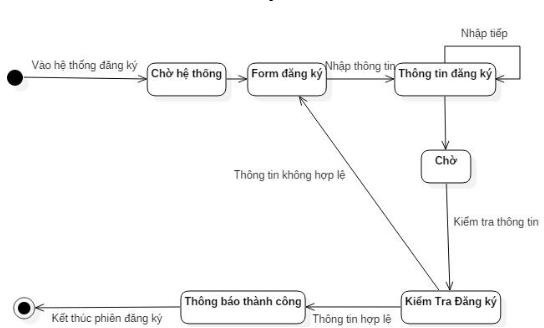 Nhập tiếp
Vào hệ thống đăng ký
Chờ hệ thống
Form đăng ký
Nhập thông tin
Thông tin đăng ký
Chờ
Thông tin không hợp lệ
Kiểm tra thông tin
Thông báo thành công
Kiểm Tra Đăng ký
Kết thúc phiên đăng ký
Thông tin hợp lệ